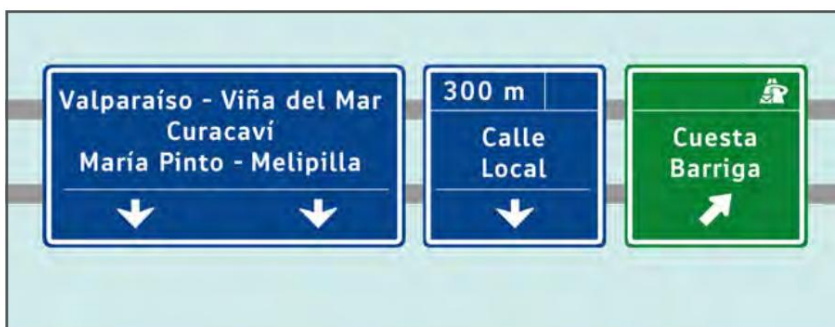 Valparaíso - Viña del Mar
Curacaví
María Pinto - Melipilla
300 m
Calle
Local
Cuesta
Barriga